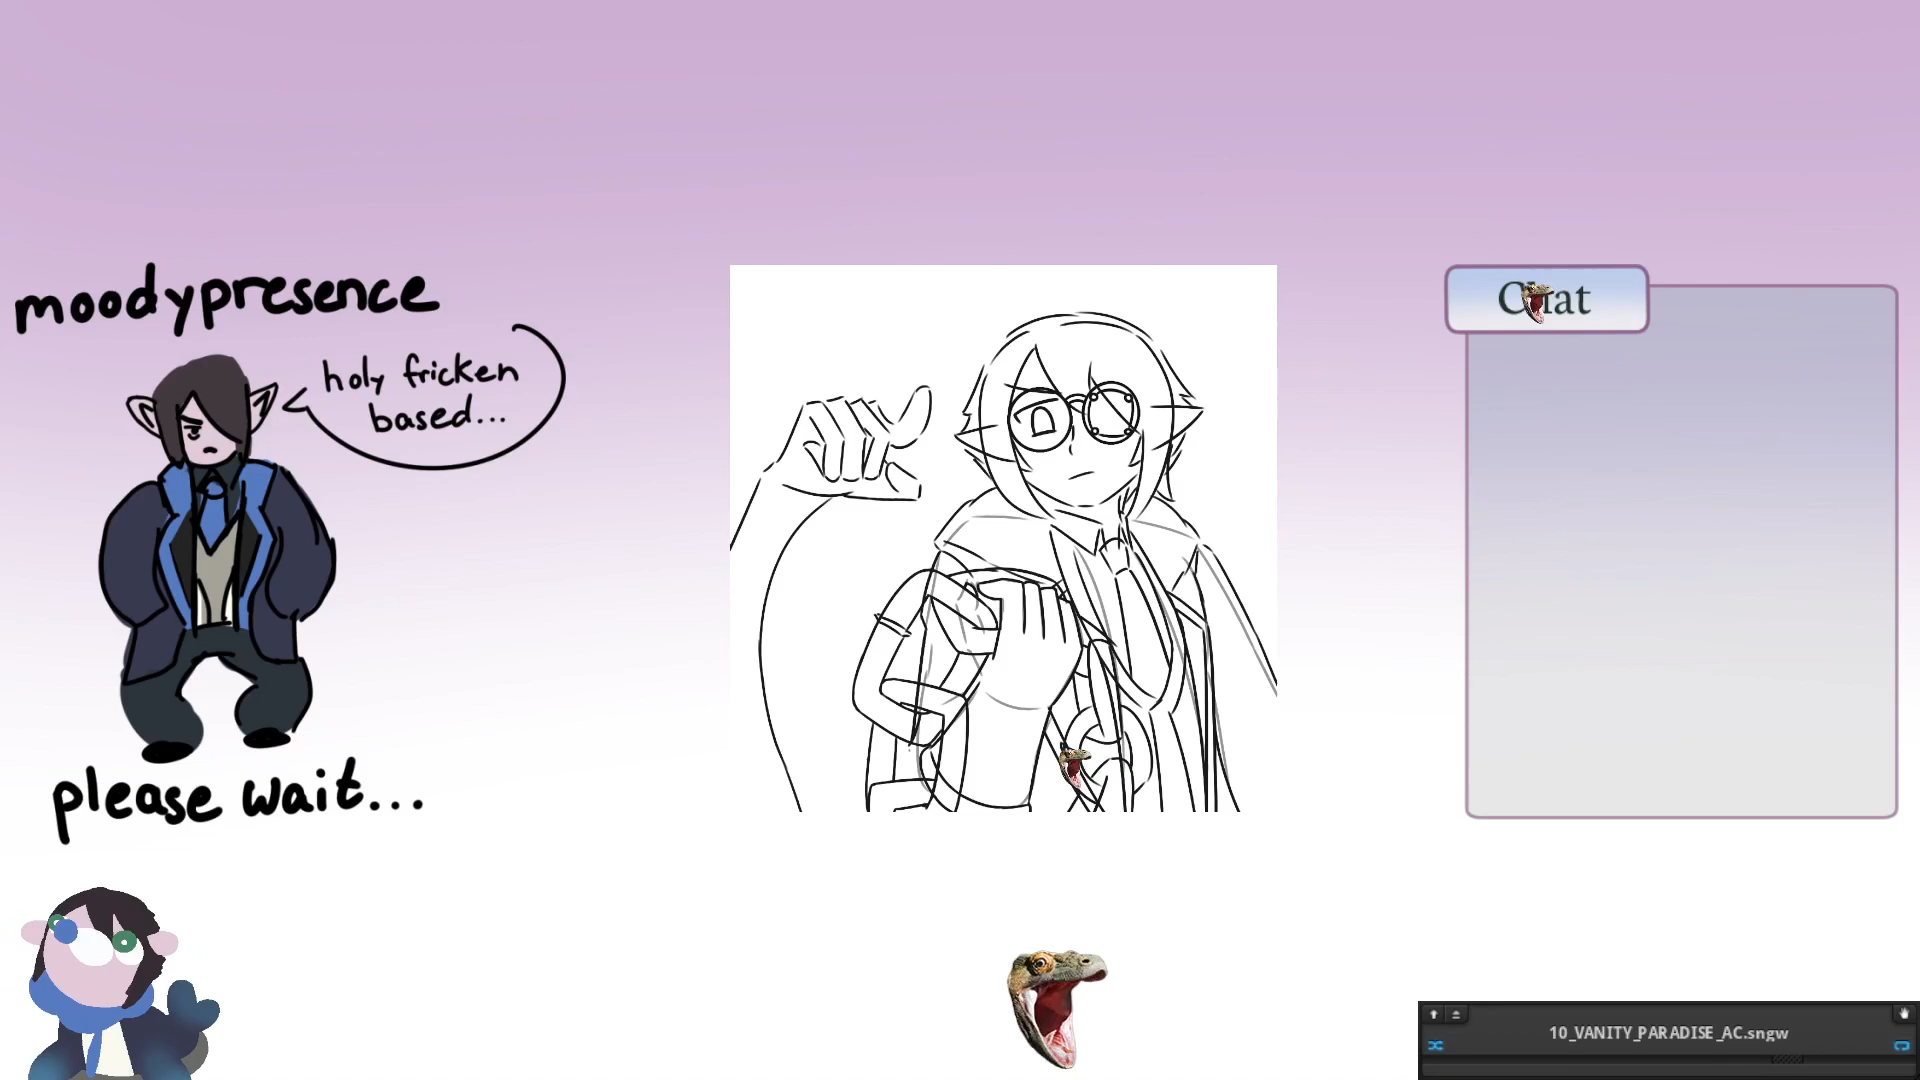 moodypresence
holy fricken
based...
please wait...
Chat
10_VANITY_PARADISE_AC.sngw